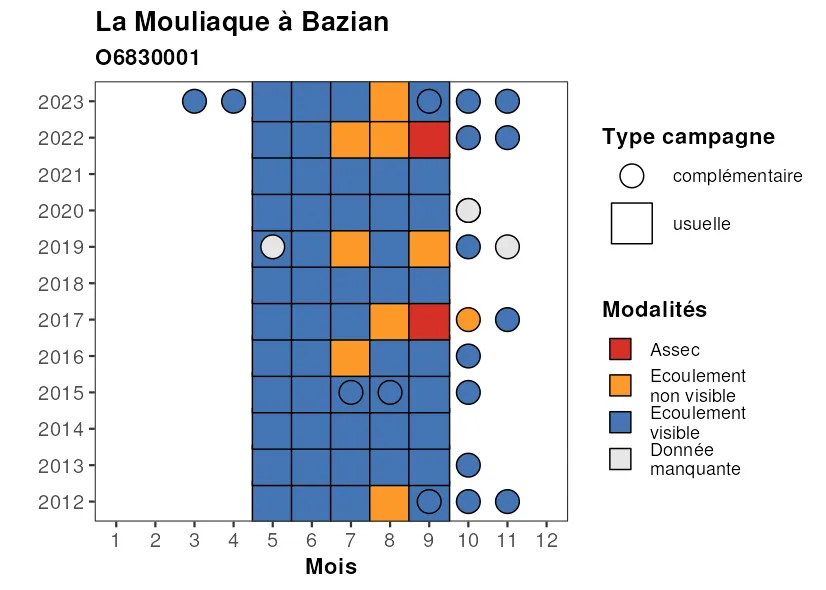 La Mouliaque à Bazian
O6830001
2023
2022
2021
2020
2019
2018
2017
2016
2015
2014
2013
2012
1 2 3 4 5 6 7 8 9 10 11 12
Mois
Type campagne
complémentaire
usuelle
Modalités
Assec
Ecoulement
non visible
Ecoulement
visible
Donnée
manquante